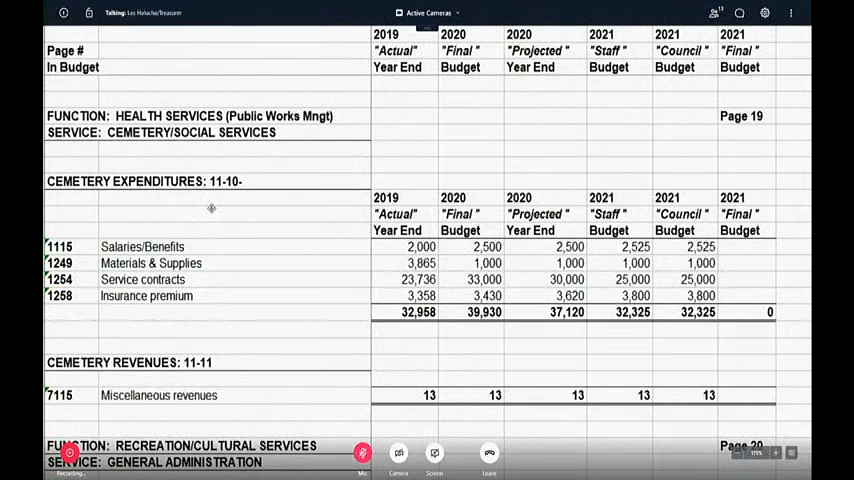 Talking: Les Holucha/Treasurer
Active Cameras
13
2019 2020 2020 2021 2021 2021
Page # "Actual" "Final " "Projected " "Staff " "Council " "Final "
In Budget Year End Budget Year End Budget Budget Budget
FUNCTION: HEALTH SERVICES (Public Works Mngt) Page 19
SERVICE: CEMETERY/SOCIAL SERVICES
CEMETERY EXPENDITURES: 11-10-
2019 2020 2020 2021 2021 2021
"Actual" "Final " "Projected " "Staff " "Council " "Final "
Year End Budget Year End Budget Budget Budget
1115 Salaries/Benefits 2,000 2,500 2,500 2,525 2,525
1249 Materials & Supplies 3,865 1,000 1,000 1,000 1,000
1254 Service contracts 23,736 33,000 30,000 25,000 25,000
1258 Insurance premium 3,358 3,430 3,620 3,800 3,800
32,958 39,930 37,120 32,325 32,325 0
CEMETERY REVENUES: 11-11
7115 Miscellaneous revenues 13 13 13 13 13
FUNCTION: RECREATION/CULTURAL SERVICES Page 20
SERVICE: GENERAL ADMINISTRATION
Recording... Mic Camera Screen Leave